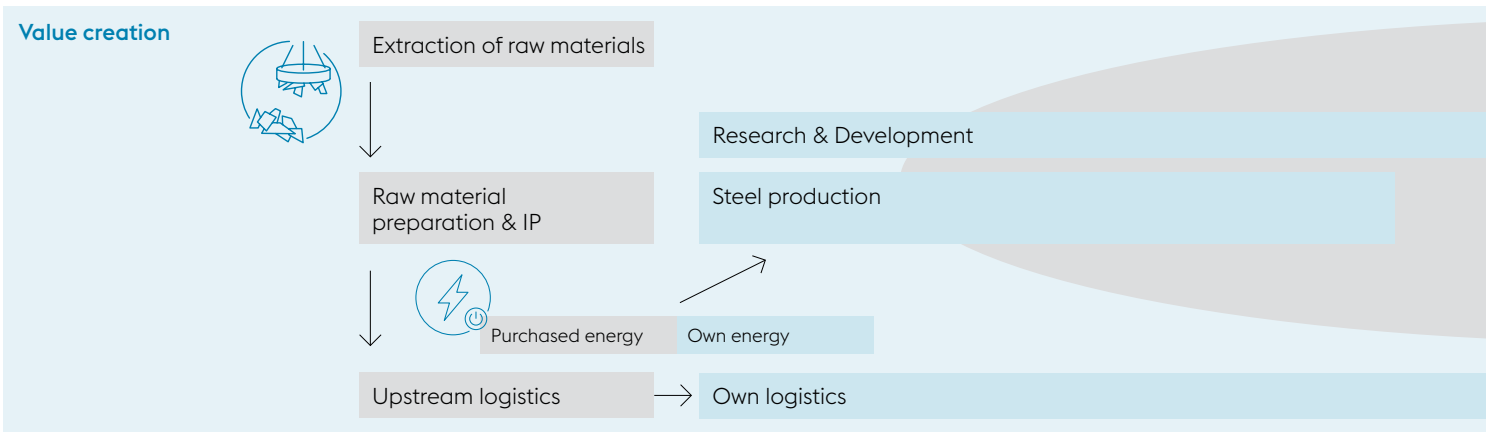 Value creation
Extraction of raw materials
Research & Development
Raw material
preparation & IP
Steel production
Purchased energy
Own energy
Upstream logistics
Own logistics